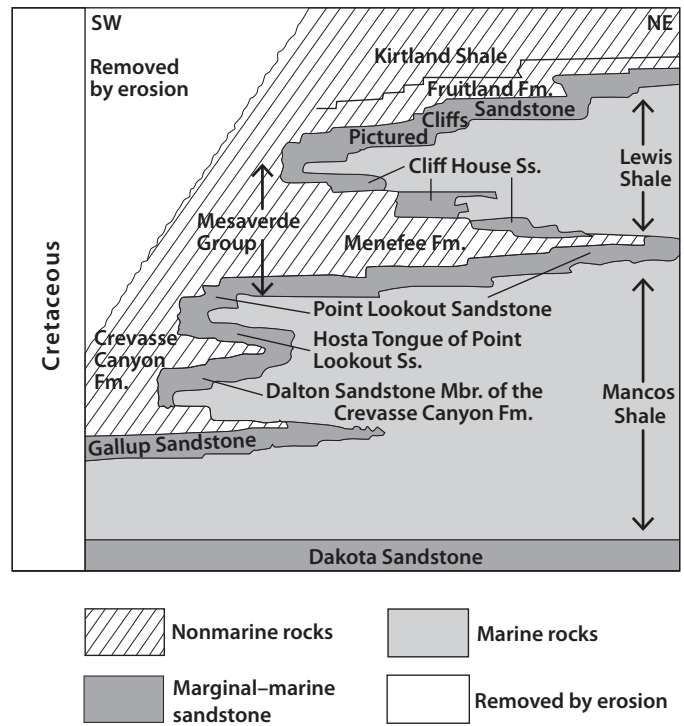 SW
NE
Removed
by erosion
Kirtland Shale
Fruitland Fm.
Pictured
Cliffs
Sandstone
Cliff House Ss.
Lewis
Shale
Mesaverde
Group
Menefee Fm.
Cretaceous
Point Lookout Sandstone
Crevasse
Canyon
Fm.
Hosta Tongue of Point
Lookout Ss.
Dalton Sandstone Mbr. of the
Crevasse Canyon Fm.
Mancos
Shale
Gallup Sandstone
Dakota Sandstone
Nonmarine rocks
Marine rocks
Marginal–marine
sandstone
Removed by erosion